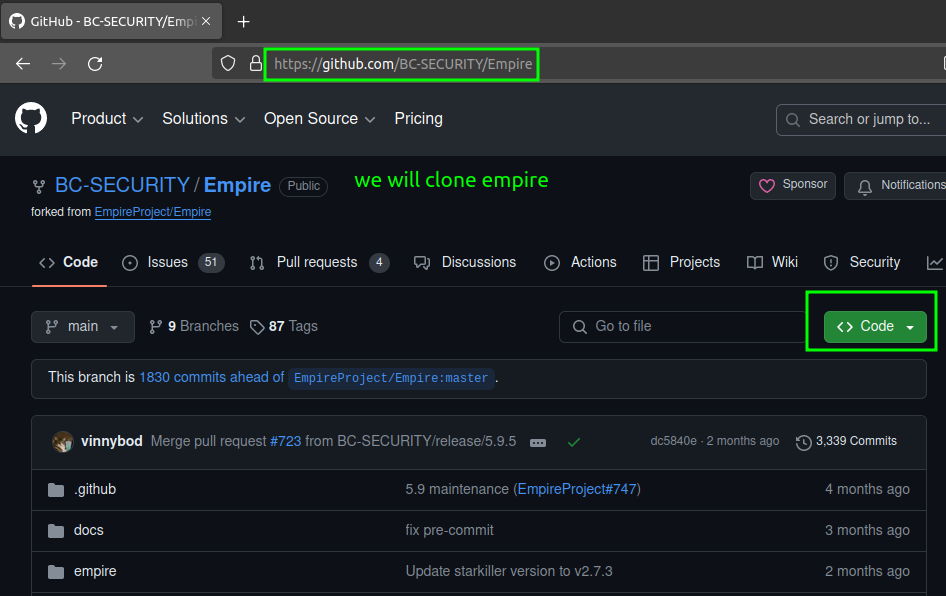 GitHub - BC-SECURITY/Emp
https://github.com/BC-SECURITY/Empire
Product Solutions Open Source Pricing Search or jump to...
BC-SECURITY / Empire Public we will clone empire Sponsor Notifications
forked from EmpireProject/Empire
Code Issues 51 Pull requests 4 Discussions Actions Projects Wiki Security
main 9 Branches 87 Tags Go to file Code
This branch is 1830 commits ahead of EmpireProject/Empire:master .
vinnybod Merge pull request #723 from BC-SECURITY/release/5.9.5 dc5840e · 2 months ago 3,339 Commits
.github 5.9 maintenance (EmpireProject#747) 4 months ago
docs fix pre-commit 3 months ago
empire Update starkiller version to v2.7.3 2 months ago